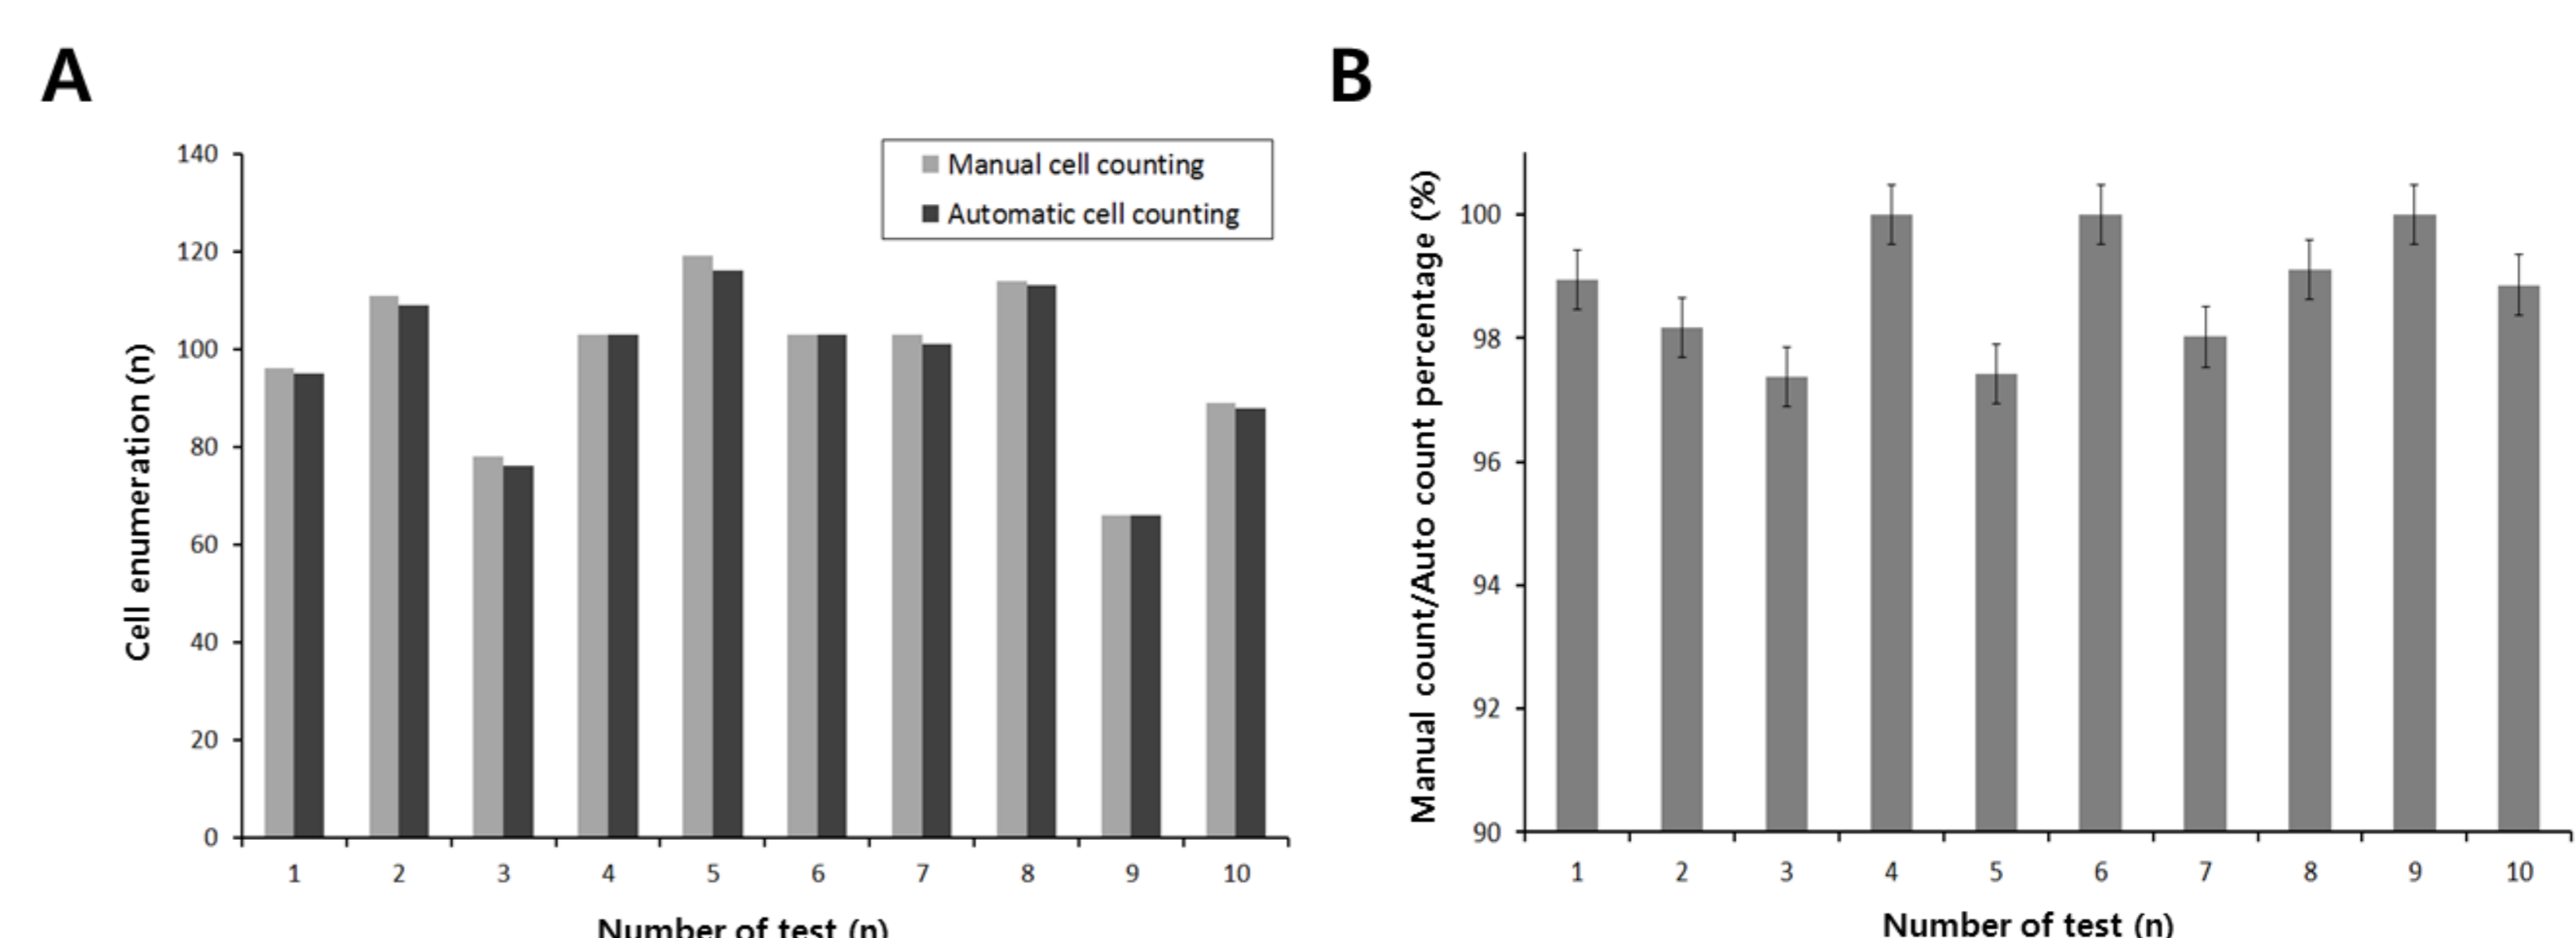 A
B
Manual cell counting
Automatic cell counting
Cell enumeration (n)
140
120
100
80
60
40
20
0
1 2 3 4 5 6 7 8 9 10
Number of test (n)
Manual count/Auto count percentage (%)
100
98
96
94
92
90
1 2 3 4 5 6 7 8 9 10
Number of test (n)